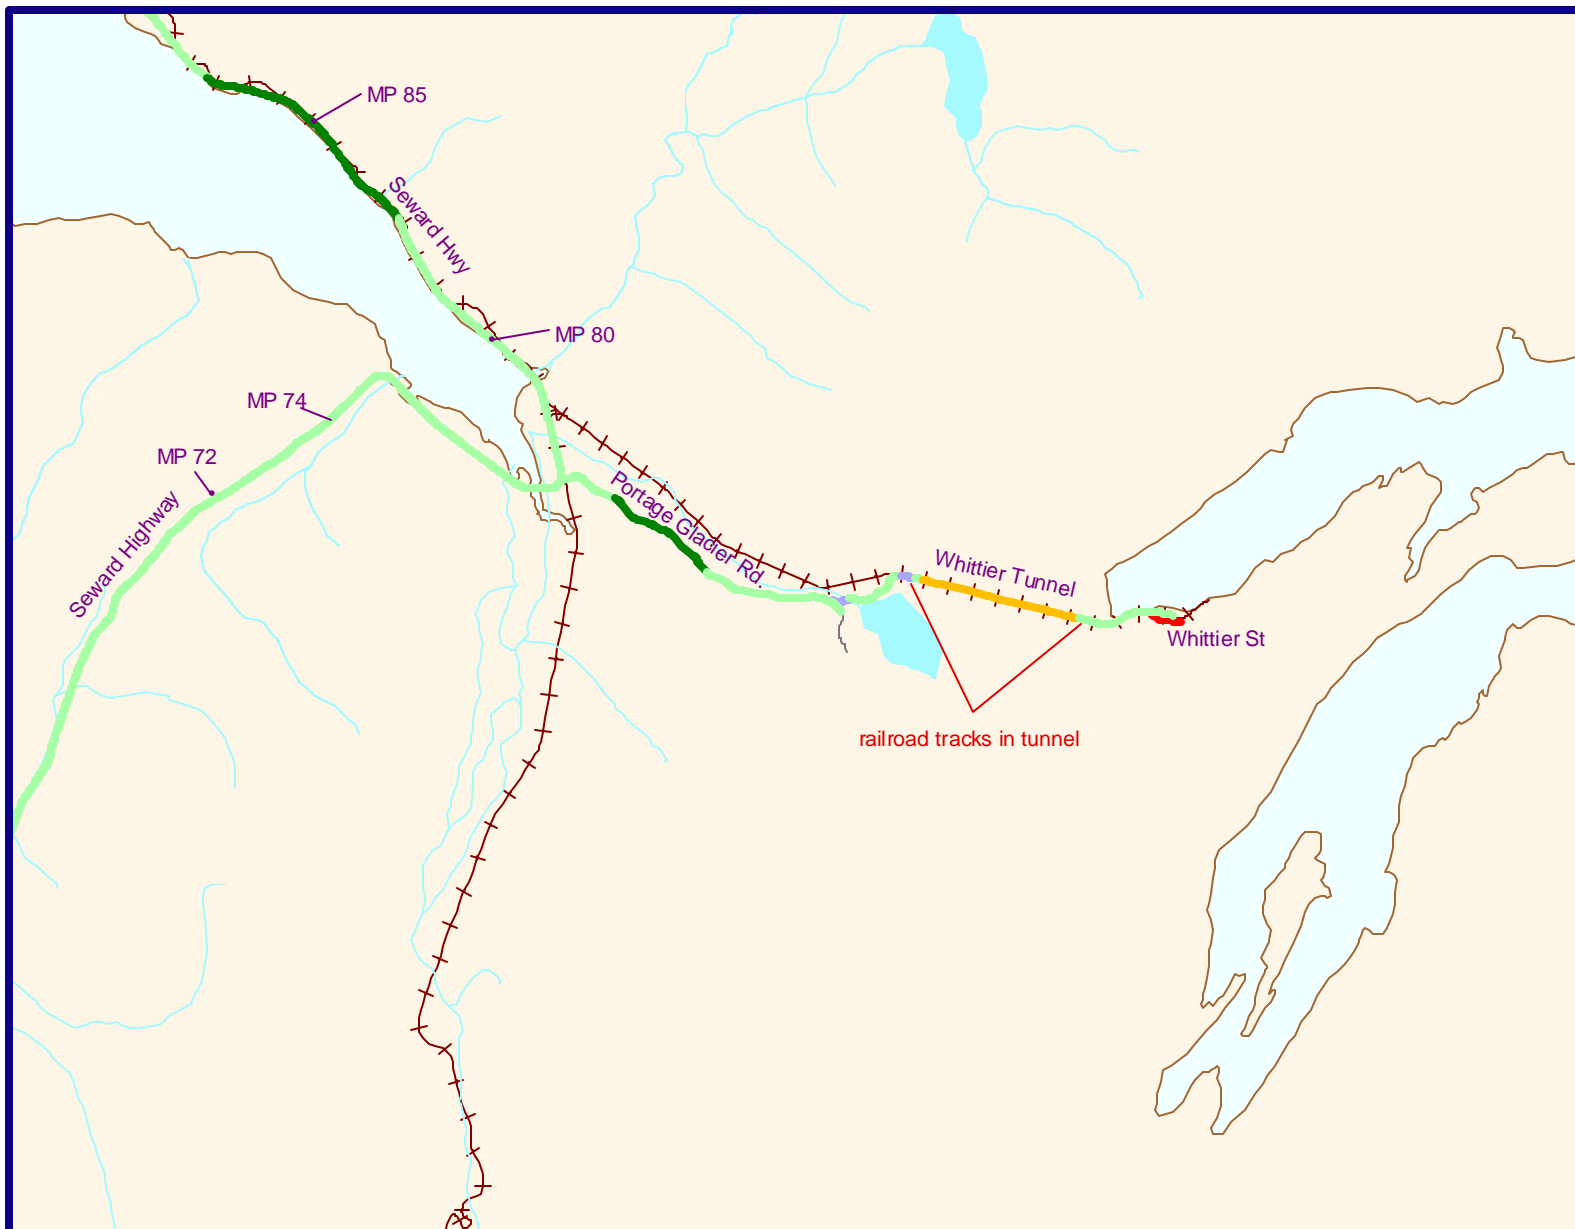 MP 85
Seward Hwy
MP 80
MP 74
MP 72
Seward Highway
Portage Glacier Rd.
Whittier Tunnel
Whittier St
railroad tracks in tunnel